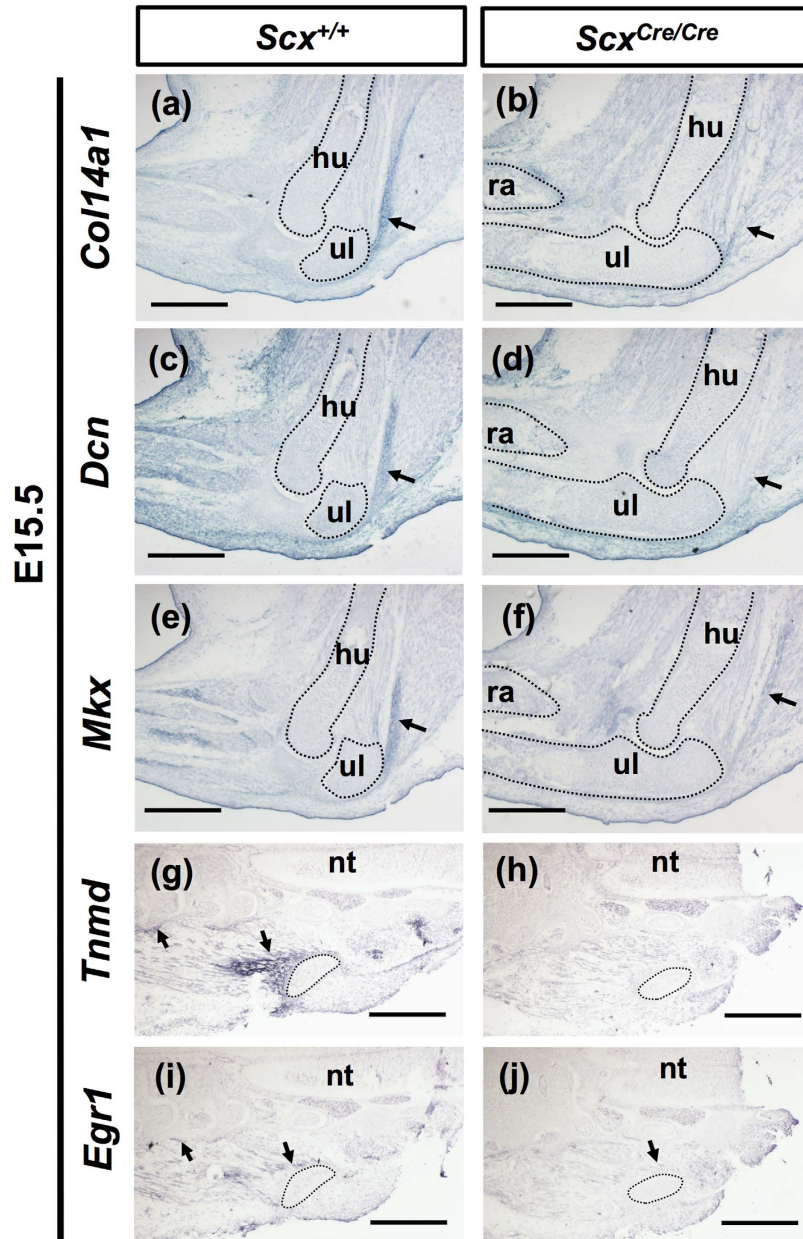 Scx+/+ ScxCre/Cre
E15.5
Col14a1
(a) hu ul
(b) hu ra ul
Dcn
(c) hu ul
(d) hu ra ul
Mkx
(e) hu ul
(f) hu ra ul
Tnmd
(g) nt
(h) nt
Egr1
(i) nt
(j) nt